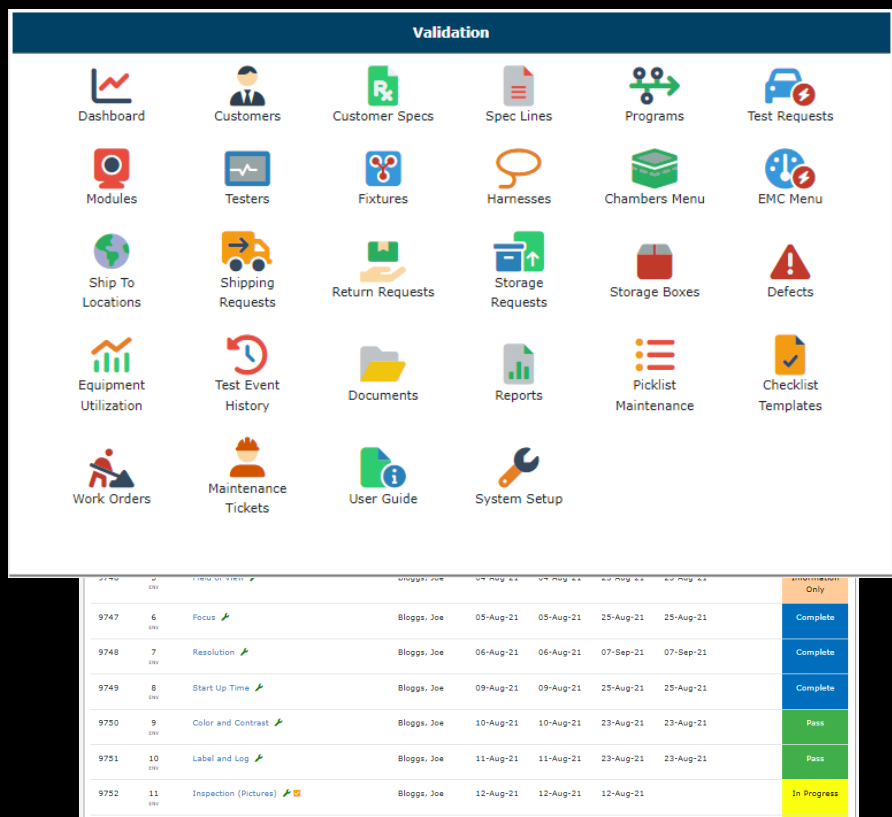 Validation
Dashboard Customers Customer Specs Spec Lines Programs Test Requests
Modules Testers Fixtures Harnesses Chambers Menu EMC Menu
Ship To Locations Shipping Requests Return Requests Storage Requests Storage Boxes Defects
Equipment Utilization Test Event History Documents Reports Picklist Maintenance Checklist Templates
Work Orders Maintenance Tickets User Guide System Setup
Only
ENV
9747 6 Focus Bloggs, Joe 05-Aug-21 05-Aug-21 25-Aug-21 25-Aug-21 Complete
ENV
9748 7 Resolution Bloggs, Joe 06-Aug-21 06-Aug-21 07-Sep-21 07-Sep-21 Complete
ENV
9749 8 Start Up Time Bloggs, Joe 09-Aug-21 09-Aug-21 25-Aug-21 25-Aug-21 Complete
ENV
9750 9 Color and Contrast Bloggs, Joe 10-Aug-21 10-Aug-21 23-Aug-21 23-Aug-21 Pass
ENV
9751 10 Label and Log Bloggs, Joe 11-Aug-21 11-Aug-21 23-Aug-21 23-Aug-21 Pass
ENV
9752 11 Inspection (Pictures) Bloggs, Joe 12-Aug-21 12-Aug-21 12-Aug-21 In Progress
ENV